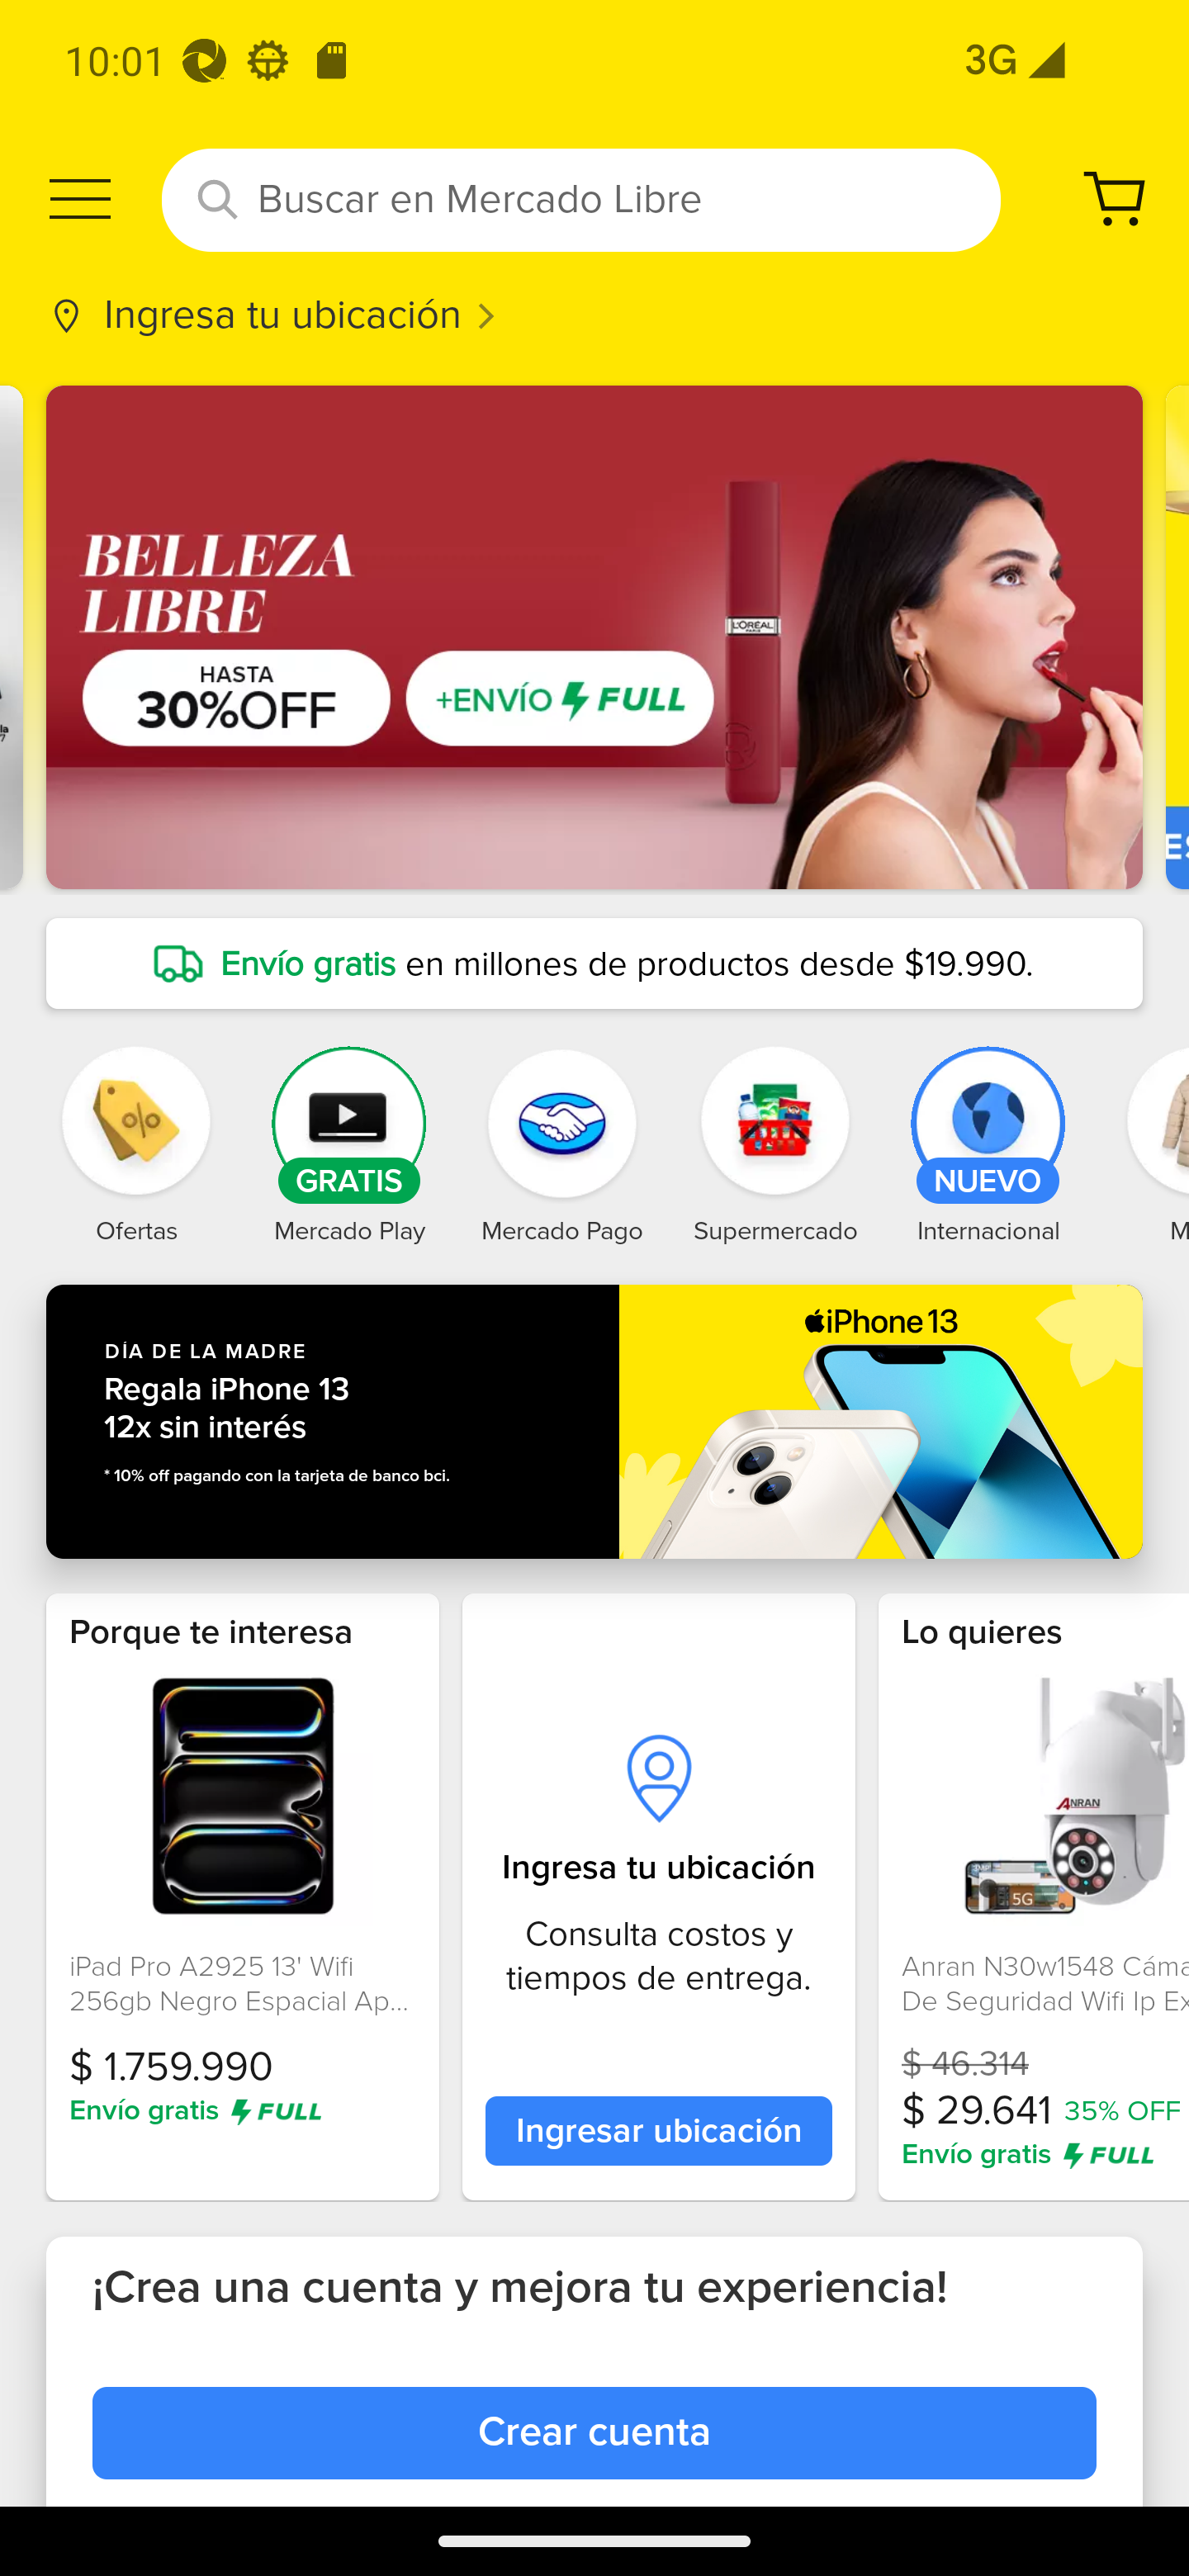 10:01
3G
Buscar en Mercado Libre
Ingresa tu ubicación
BELLEZA
LIBRE
HASTA
30%OFF
+ENVÍO FULL
L'ORÉAL
PARIS
Envío gratis en millones de productos desde $19.990.
GRATIS
NUEVO
Ofertas
Mercado Play
Mercado Pago
Supermercado
Internacional
M
DÍA DE LA MADRE
Regala iPhone 13
12x sin interés
* 10% off pagando con la tarjeta de banco bci.
iPhone 13
Porque te interesa
iPad Pro A2925 13' Wifi
256gb Negro Espacial Ap...
$ 1.759.990
Envío gratis FULL
Ingresa tu ubicación
Consulta costos y
tiempos de entrega.
Ingresar ubicación
Lo quieres
ANRAN
5G
Anran N30w1548 Cáma
De Seguridad Wifi Ip Ex
$ 46.314
$ 29.641 35% OFF
Envío gratis FULL
¡Crea una cuenta y mejora tu experiencia!
Crear cuenta